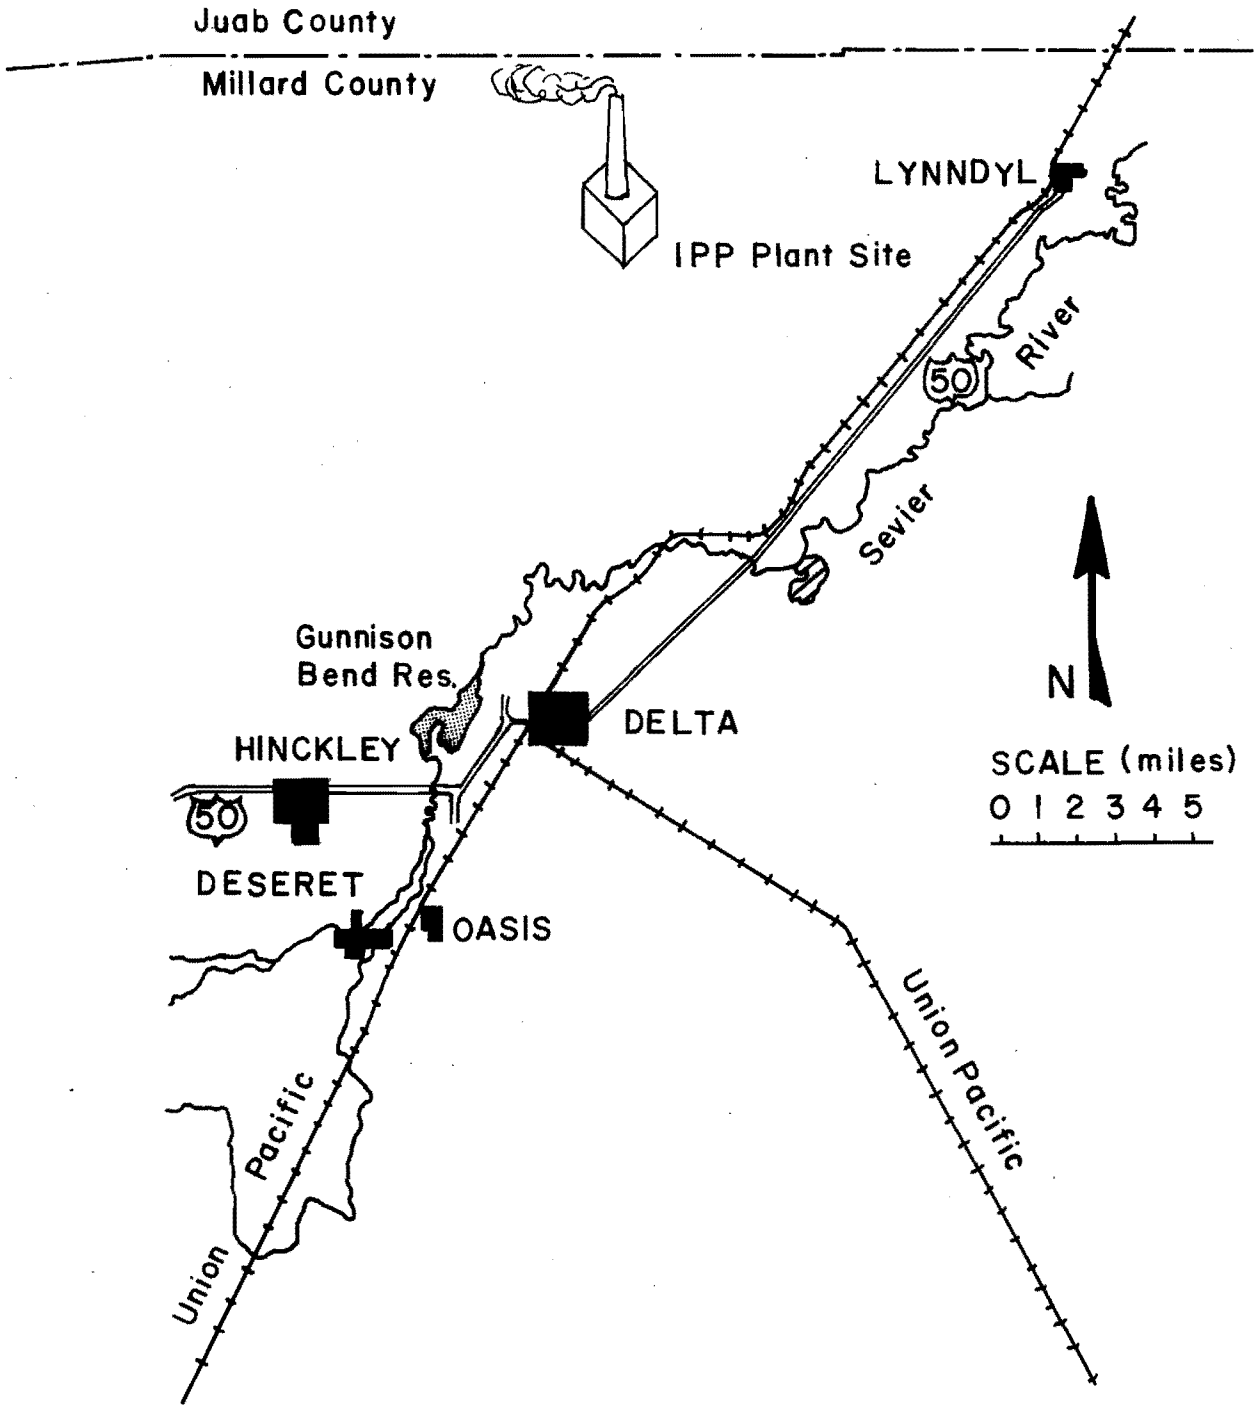 Juab County
Millard County
LYNNDYL
IPP Plant Site
River
50
Sevier
Gunnison
Bend Res.
N
DELTA
HINCKLEY
SCALE (miles)
0 1 2 3 4 5
50
DESERET
OASIS
Union Pacific
Union Pacific